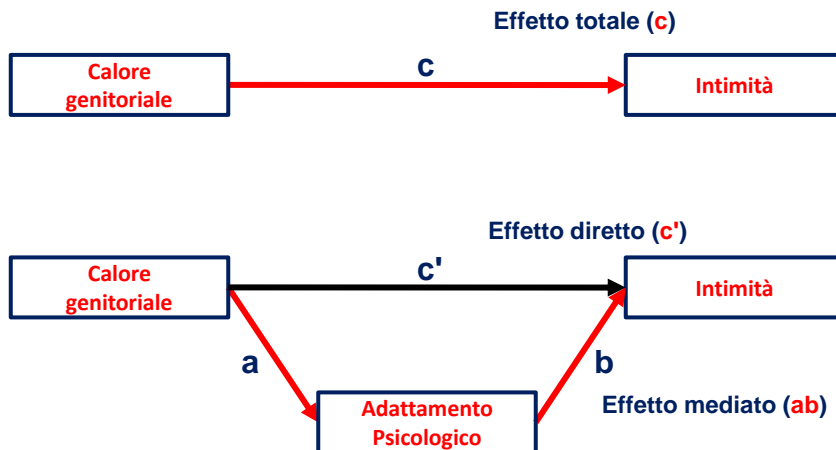 Effetto totale (c)
c
Calore
genitoriale
Intimità
Effetto diretto (c')
c'
Calore
genitoriale
Intimità
a
b
Adattamento
Psicologico
Effetto mediato (ab)